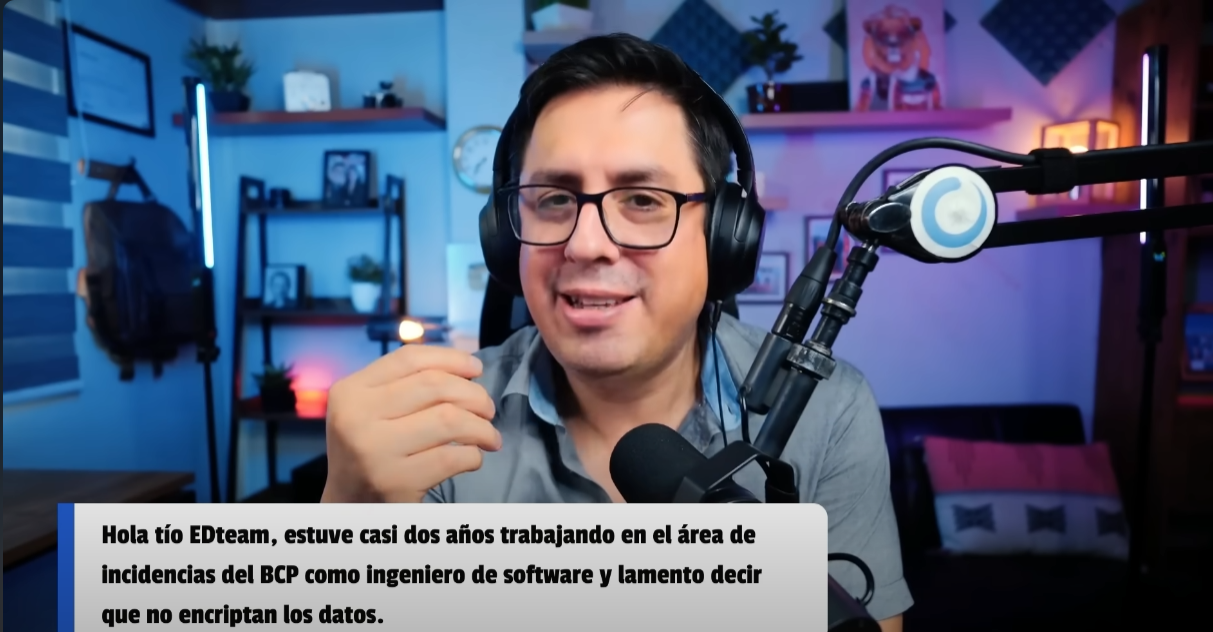 Hola tío EDteam, estuve casi dos años trabajando en el área de
incidencias del BCP como ingeniero de software y lamento decir
que no encriptan los datos.